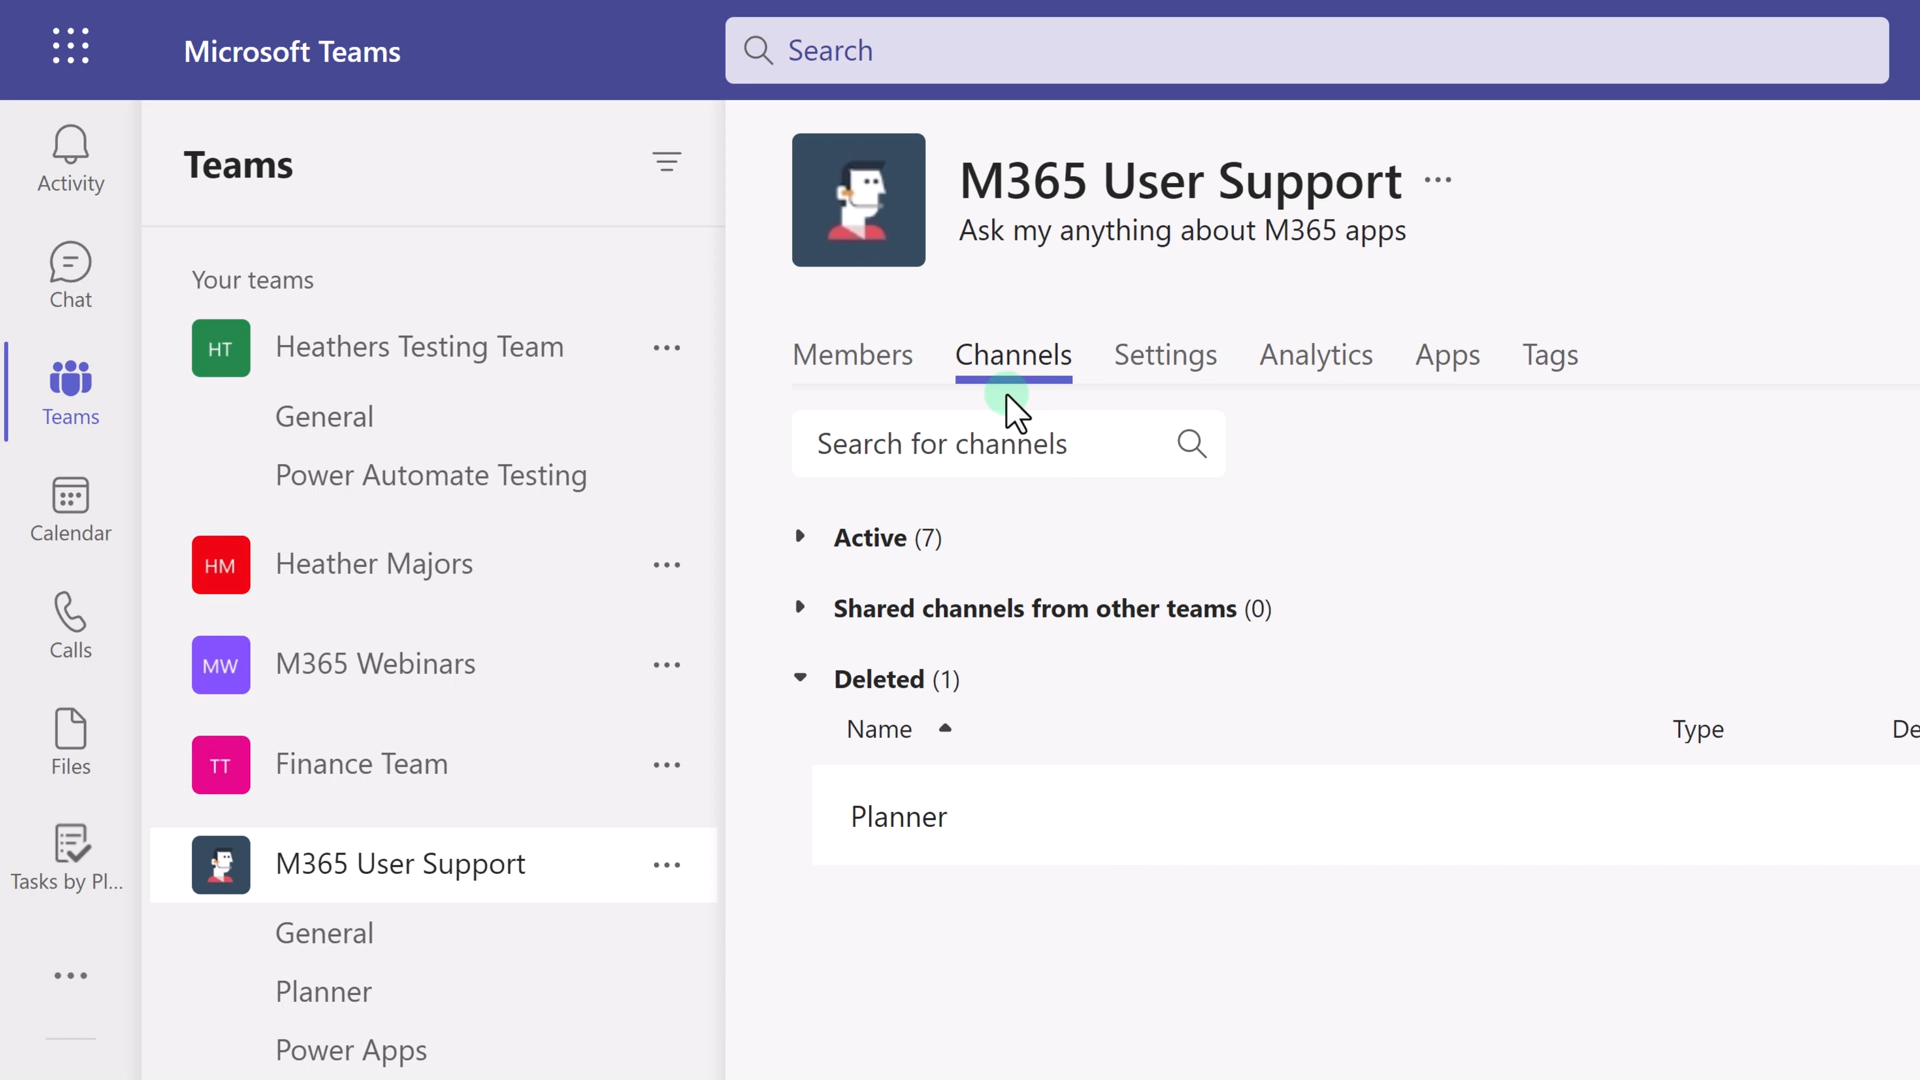 Microsoft Teams
Search
Activity
Chat
Teams
Calendar
Calls
Files
Tasks by Pl...
Teams
Your teams
HT Heathers Testing Team
General
Power Automate Testing
HM Heather Majors
MW M365 Webinars
TT Finance Team
M365 User Support
General
Planner
Power Apps
M365 User Support
Ask my anything about M365 apps
Members Channels Settings Analytics Apps Tags
Search for channels
Active (7)
Shared channels from other teams (0)
Deleted (1)
Name Type De
Planner